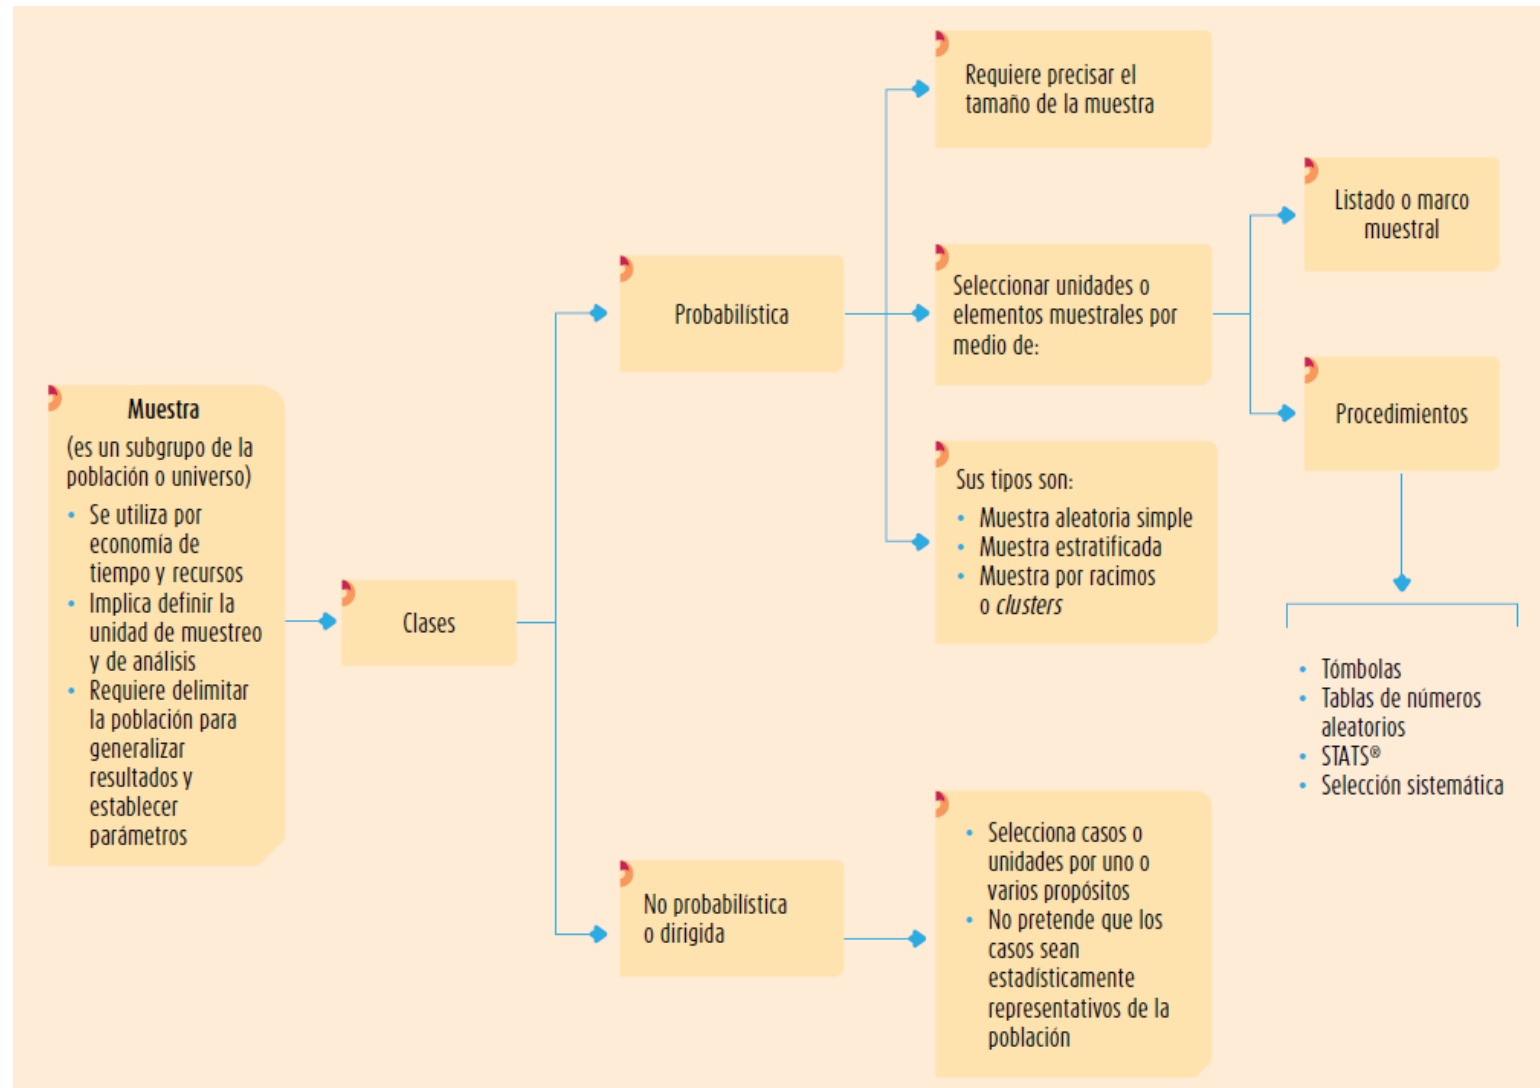 Muestra
(es un subgrupo de la
población o universo)
• Se utiliza por
economía de
tiempo y recursos
• Implica definir la
unidad de muestreo
y de análisis
• Requiere delimitar
la población para
generalizar
resultados y
establecer
parámetros
Clases
Probabilística
Requiere precisar el
tamaño de la muestra
Seleccionar unidades o
elementos muestrales por
medio de:
Listado o marco
muestral
Procedimientos
• Tómbolas
• Tablas de números
aleatorios
• STATS®
• Selección sistemática
Sus tipos son:
• Muestra aleatoria simple
• Muestra estratificada
• Muestra por racimos
o clusters
No probabilística
o dirigida
• Selecciona casos o
unidades por uno o
varios propósitos
• No pretende que los
casos sean
estadísticamente
representativos de la
población